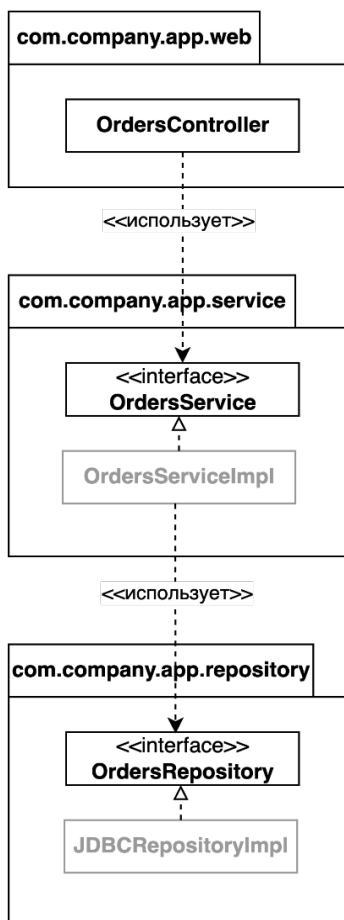 com.company.app.web
OrdersController
<<использует>>
com.company.app.service
<<interface>>
OrdersService
OrdersServiceImpl
<<использует>>
com.company.app.repository
<<interface>>
OrdersRepository
JDBCRepositoryImpl